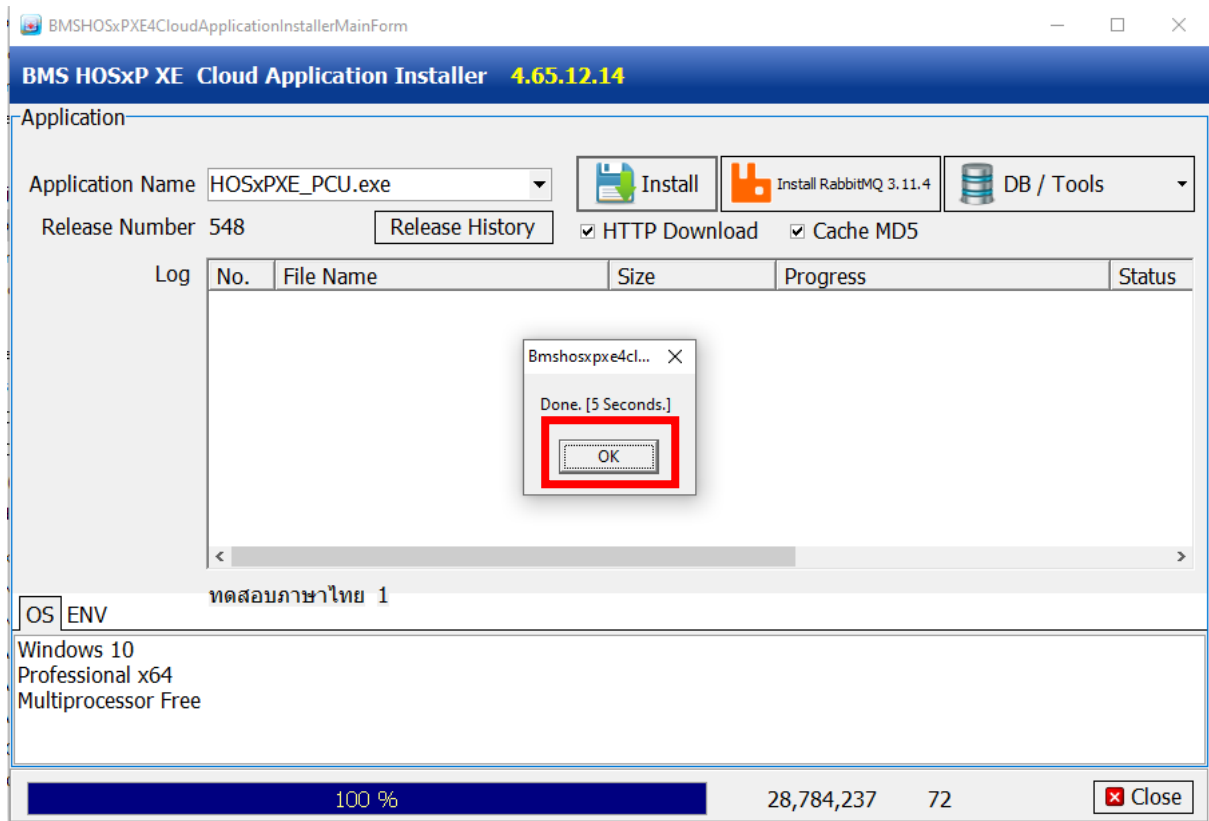 BMSHOSxPXE4CloudApplicationInstallerMainForm
BMS HOSxP XE Cloud Application Installer 4.65.12.14
Application
Application Name HOSxPXE_PCU.exe Install Install RabbitMQ 3.11.4 DB / Tools
Release Number 548 Release History HTTP Download Cache MD5
Log No. File Name Size Progress Status
Bmshosxpxe4cl...
Done. [5 Seconds.]
OK
ทดสอบภาษาไทย 1
OS ENV
Windows 10
Professional x64
Multiprocessor Free
100 % 28,784,237 72 Close